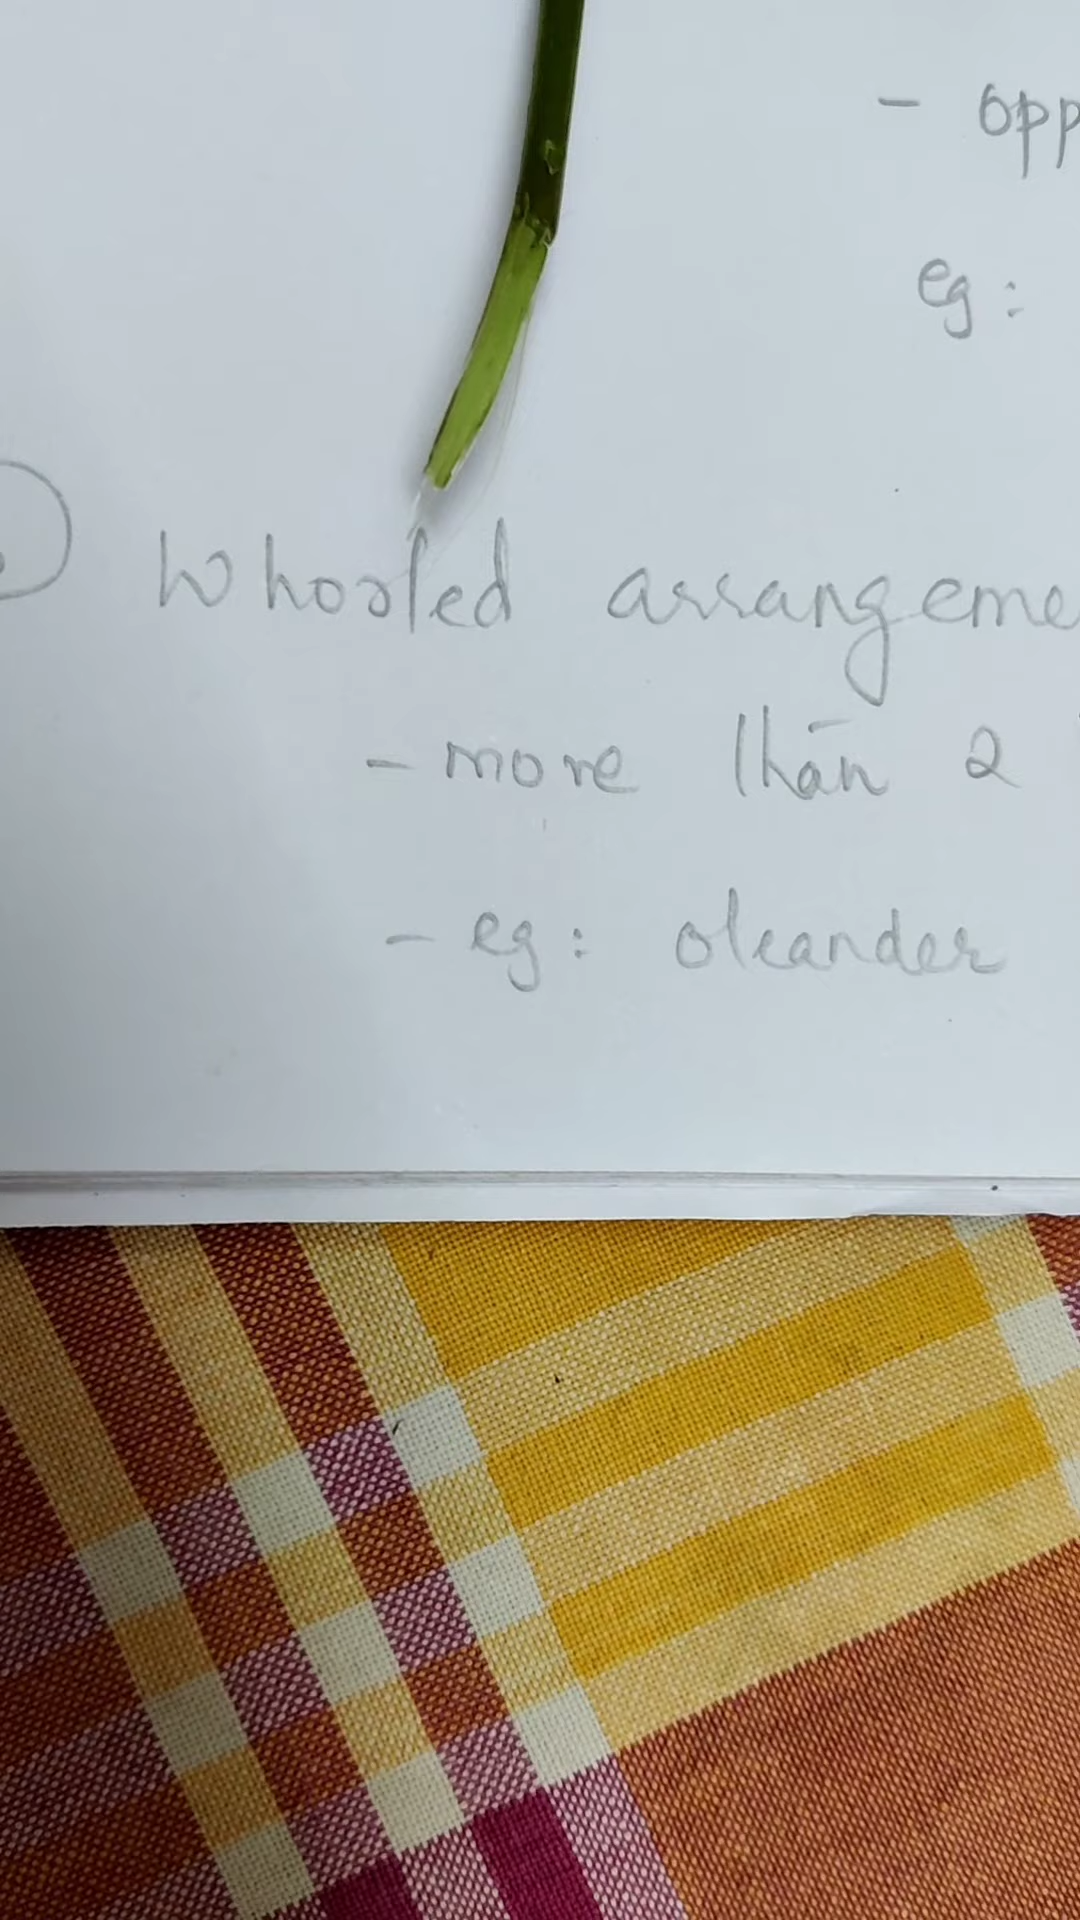 - opp
eg :
Whorled arrangeme
- more than 2
- eg : oleander